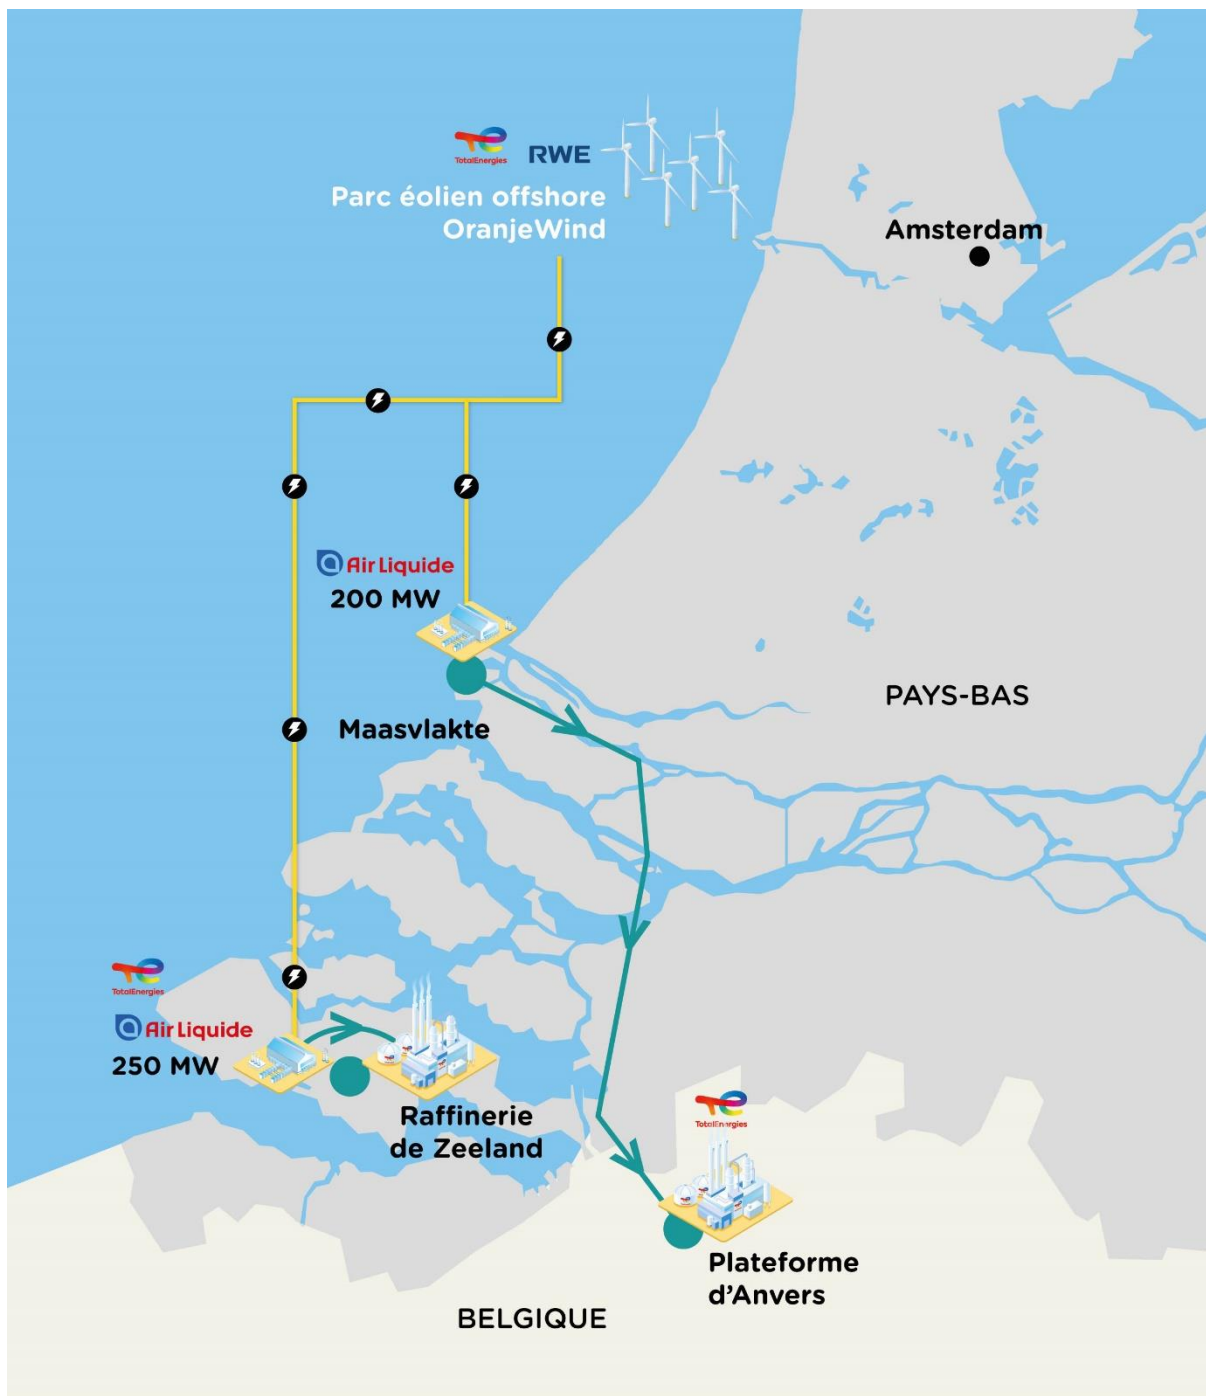 TotalEnergies
RWE
Parc éolien offshore
OranjeWind
Amsterdam
Air Liquide
200 MW
PAYS-BAS
Maasvlakte
TotalEnergies
Air Liquide
250 MW
Raffinerie
de Zeeland
TotalEnergies
Plateforme
d'Anvers
BELGIQUE